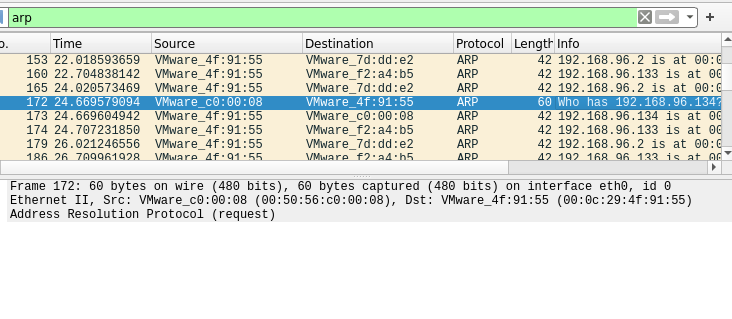 arp
o. Time Source Destination Protocol Length Info
153 22.018593659 VMware_4f:91:55 VMware_7d:dd:e2 ARP 42 192.168.96.2 is at 00:0
160 22.704838142 VMware_4f:91:55 VMware_f2:a4:b5 ARP 42 192.168.96.133 is at 0
165 24.020573469 VMware_4f:91:55 VMware_7d:dd:e2 ARP 42 192.168.96.2 is at 00:0
172 24.669579094 VMware_c0:00:08 VMware_4f:91:55 ARP 60 Who has 192.168.96.134?
173 24.669604942 VMware_4f:91:55 VMware_c0:00:08 ARP 42 192.168.96.134 is at 0
174 24.707231850 VMware_4f:91:55 VMware_f2:a4:b5 ARP 42 192.168.96.133 is at 0
179 26.021246556 VMware_4f:91:55 VMware_7d:dd:e2 ARP 42 192.168.96.2 is at 00:0
186 26.709961928 VMware_4f:91:55 VMware_f2:a4:b5 ARP 42 192.168.96.133 is at 0
Frame 172: 60 bytes on wire (480 bits), 60 bytes captured (480 bits) on interface eth0, id 0
Ethernet II, Src: VMware_c0:00:08 (00:50:56:c0:00:08), Dst: VMware_4f:91:55 (00:0c:29:4f:91:55)
Address Resolution Protocol (request)